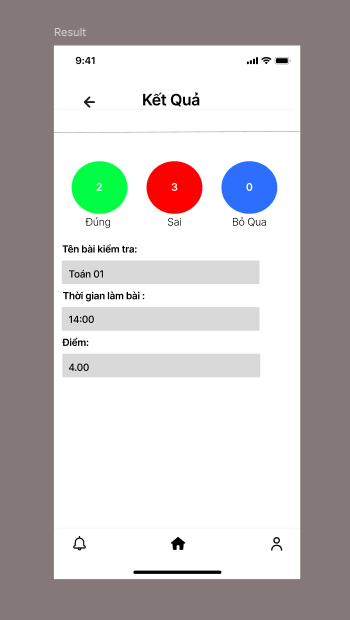 Result
9:41
Kết Quả
2 3 0
Đúng Sai Bỏ Qua
Tên bài kiểm tra:
Toán 01
Thời gian làm bài :
14:00
Điểm:
4.00